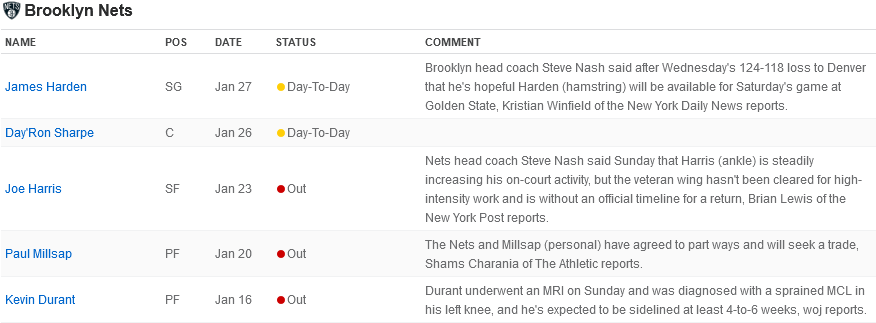 NETS
Brooklyn Nets
NAME POS DATE STATUS COMMENT
James Harden SG Jan 27 Day-To-Day Brooklyn head coach Steve Nash said after Wednesday's 124-118 loss to Denver
that he's hopeful Harden (hamstring) will be available for Saturday's game at
Golden State, Kristian Winfield of the New York Daily News reports.
Day'Ron Sharpe C Jan 26 Day-To-Day
Joe Harris SF Jan 23 Out Nets head coach Steve Nash said Sunday that Harris (ankle) is steadily
increasing his on-court activity, but the veteran wing hasn't been cleared for high-
intensity work and is without an official timeline for a return, Brian Lewis of the
New York Post reports.
Paul Millsap PF Jan 20 Out The Nets and Millsap (personal) have agreed to part ways and will seek a trade,
Shams Charania of The Athletic reports.
Kevin Durant PF Jan 16 Out Durant underwent an MRI on Sunday and was diagnosed with a sprained MCL in
his left knee, and he's expected to be sidelined at least 4-to-6 weeks, woj reports.